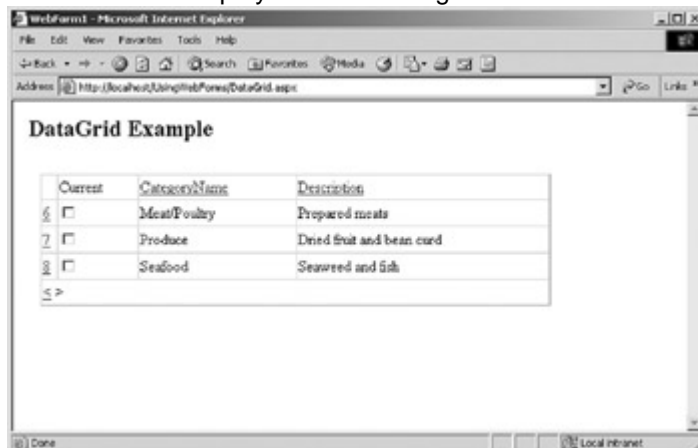 WebForm1 - Microsoft Internet Explorer
File Edit View Favorites Tools Help
Back Search Favorites Media
Address http://localhost/UsingWebForms/DataGrid.aspx Go Links
DataGrid Example
Current CategoryName Description
6 Meat/Poultry Prepared meats
7 Produce Dried fruit and bean curd
8 Seafood Seaweed and fish
< >
Done Local intranet